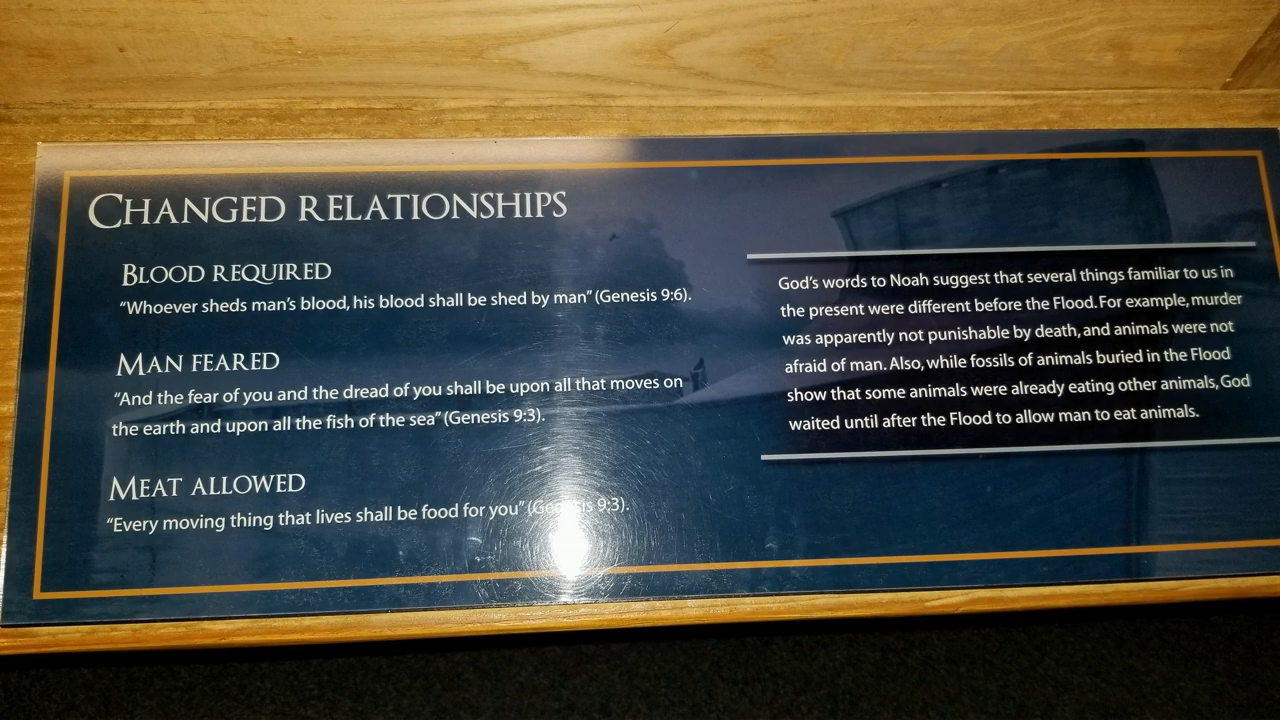 CHANGED RELATIONSHIPS
BLOOD REQUIRED
“Whoever sheds man’s blood, his blood shall be shed by man” (Genesis 9:6).
MAN FEARED
“And the fear of you and the dread of you shall be upon all that moves on
the earth and upon all the fish of the sea” (Genesis 9:3).
MEAT ALLOWED
“Every moving thing that lives shall be food for you” (Genesis 9:3).
God’s words to Noah suggest that several things familiar to us in
the present were different before the Flood. For example, murder
was apparently not punishable by death, and animals were not
afraid of man. Also, while fossils of animals buried in the Flood
show that some animals were already eating other animals, God
waited until after the Flood to allow man to eat animals.